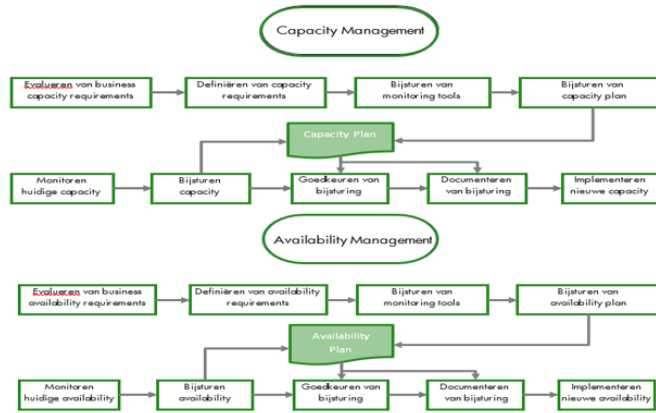 Capacity Management
Evalueren van business
capacity requirements
Definiëren van capacity
requirements
Bijsturen van
monitoring tools
Bijsturen van
capacity plan
Capacity Plan
Monitoren
huidige capacity
Bijsturen
capacity
Goedkeuren van
bijsturing
Documenteren
van bijsturing
Implementeren
nieuwe capacity
Availability Management
Evalueren van business
availability requirements
Definiëren van availability
requirements
Bijsturen van
monitoring tools
Bijsturen van
availability plan
Availability
Plan
Monitoren
huidige availability
Bijsturen
availability
Goedkeuren van
bijsturing
Documenteren
van bijsturing
Implementeren
nieuwe availability